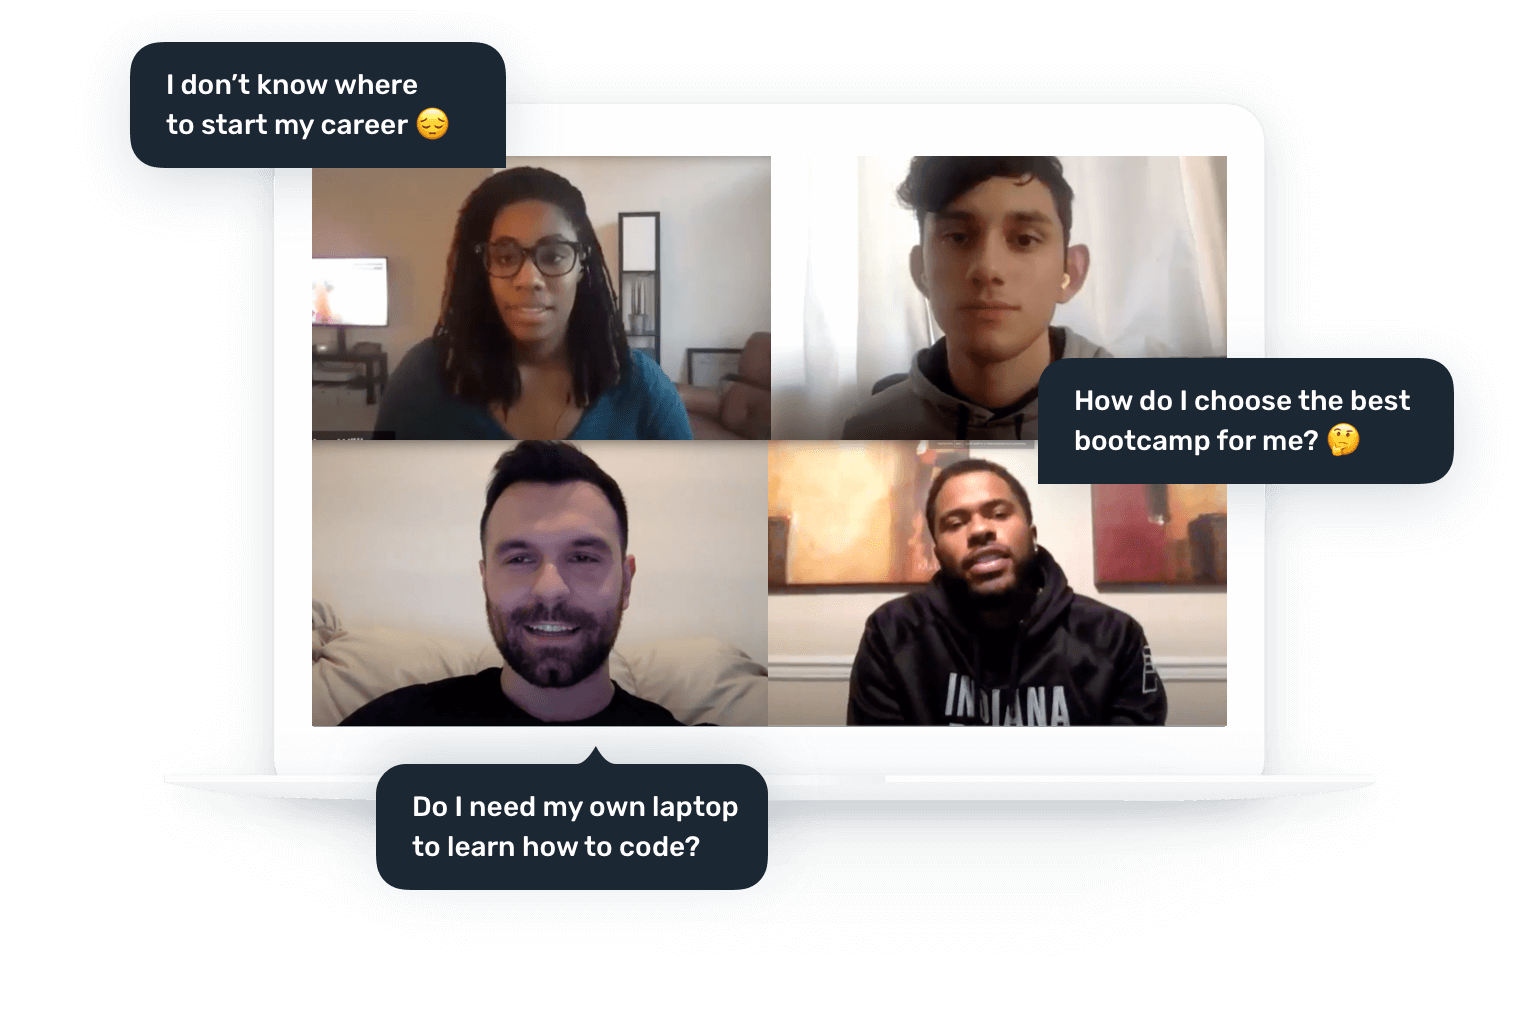 I don’t know where
to start my career 😔
How do I choose the best
bootcamp for me? 🤔
INDIANA
Do I need my own laptop
to learn how to code?